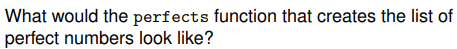 What would the perfects function that creates the list of
perfect numbers look like?